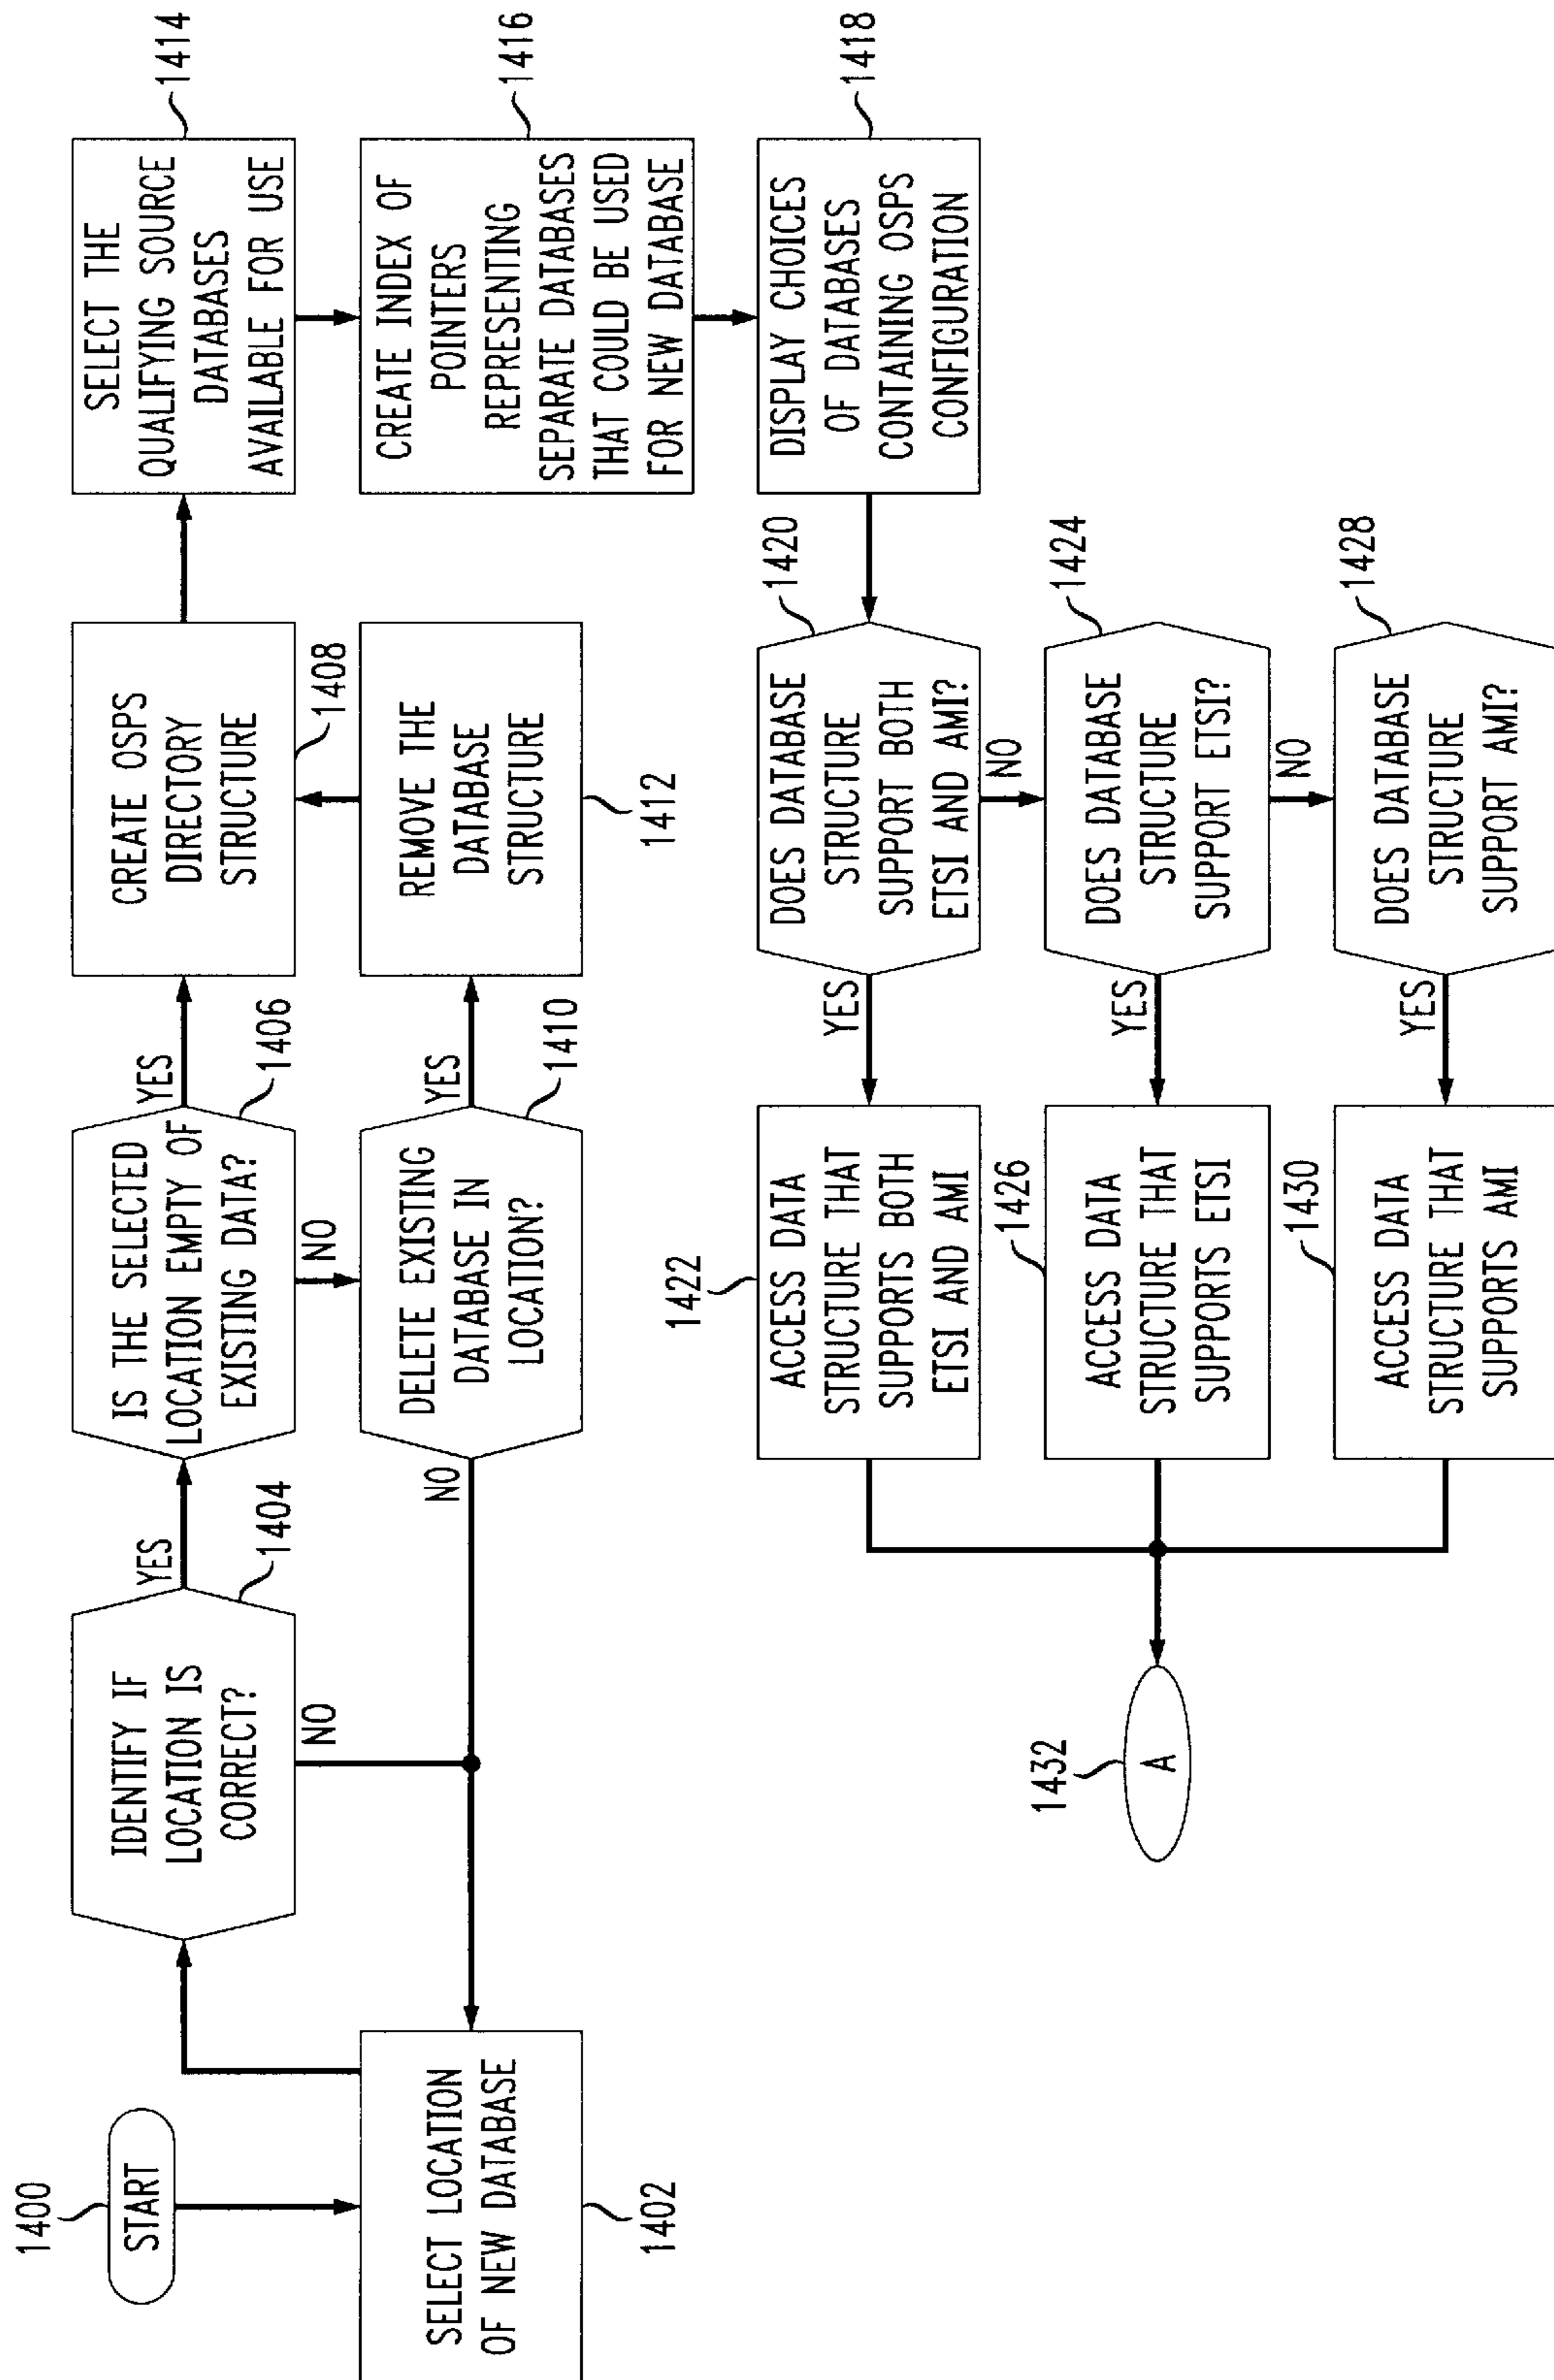 1400
START
SELECT LOCATION
OF NEW DATABASE
1402
IDENTIFY IF
LOCATION IS
CORRECT?
1404
YES
NO
IS THE SELECTED
LOCATION EMPTY OF
EXISTING DATA?
1406
YES
NO
CREATE OSPS
DIRECTORY
STRUCTURE
1408
DELETE EXISTING
DATABASE IN
LOCATION?
1410
YES
NO
REMOVE THE
DATABASE
STRUCTURE
1412
SELECT THE
QUALIFYING SOURCE
DATABASES
AVAILABLE FOR USE
1414
CREATE INDEX OF
POINTERS
REPRESENTING
SEPARATE DATABASES
THAT COULD BE USED
FOR NEW DATABASE
1416
DISPLAY CHOICES
OF DATABASES
CONTAINING OSPS
CONFIGURATION
1418
DOES DATABASE
STRUCTURE
SUPPORT BOTH
ETSI AND AMI?
1420
YES
NO
ACCESS DATA
STRUCTURE THAT
SUPPORTS BOTH
ETSI AND AMI
1422
DOES DATABASE
STRUCTURE
SUPPORT ETSI?
1424
YES
NO
ACCESS DATA
STRUCTURE THAT
SUPPORTS ETSI
1426
DOES DATABASE
STRUCTURE
SUPPORT AMI?
1428
YES
ACCESS DATA
STRUCTURE THAT
SUPPORTS AMI
1430
1432
A